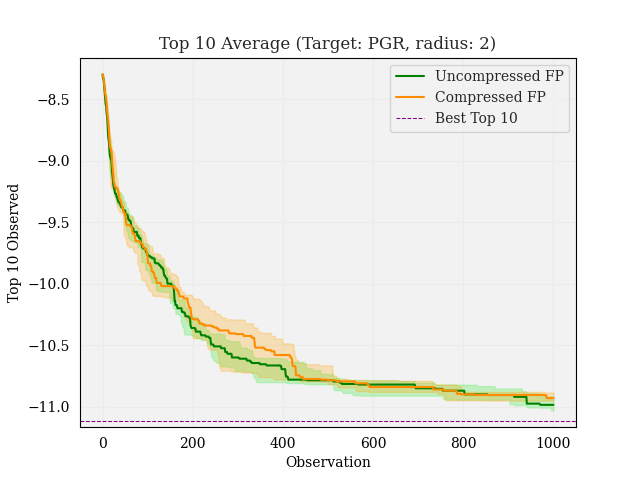 Top 10 Average (Target: PGR, radius: 2)
Uncompressed FP
Compressed FP
Best Top 10
Top 10 Observed
−8.5
−9.0
−9.5
−10.0
−10.5
−11.0
0 200 400 600 800 1000
Observation